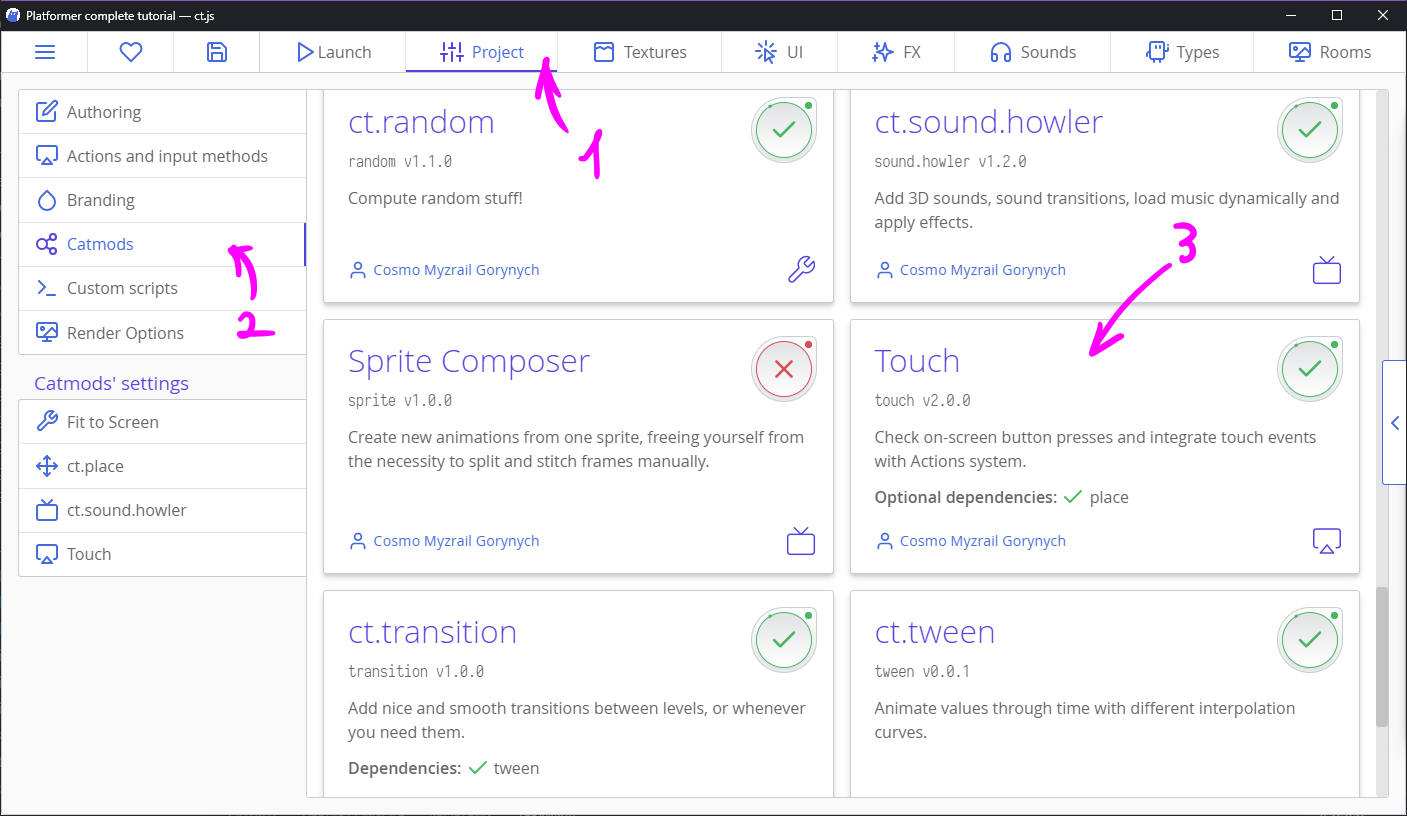 Platformer complete tutorial — ct.js
Launch
Project
Textures
UI
FX
Sounds
Types
Rooms
1
2
3
Authoring
Actions and input methods
Branding
Catmods
Custom scripts
Render Options
Catmods' settings
Fit to Screen
ct.place
ct.sound.howler
Touch
ct.random
random v1.1.0
Compute random stuff!
Cosmo Myzrail Gorynych
ct.sound.howler
sound.howler v1.2.0
Add 3D sounds, sound transitions, load music dynamically and
apply effects.
Cosmo Myzrail Gorynych
Sprite Composer
sprite v1.0.0
Create new animations from one sprite, freeing yourself from
the necessity to split and stitch frames manually.
Cosmo Myzrail Gorynych
Touch
touch v2.0.0
Check on-screen button presses and integrate touch events
with Actions system.
Optional dependencies: place
Cosmo Myzrail Gorynych
ct.transition
transition v1.0.0
Add nice and smooth transitions between levels, or whenever
you need them.
Dependencies: tween
ct.tween
tween v0.0.1
Animate values through time with different interpolation
curves.